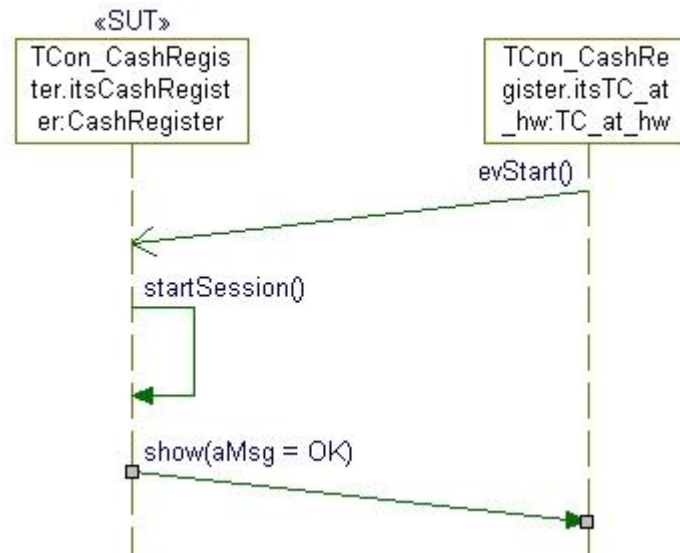 «SUT»
TCon_CashRegis
ter.itsCashRegist
er:CashRegister
TCon_CashRe
gister.itsTC_at
_hw:TC_at_hw
evStart()
startSession()
show(aMsg = OK)